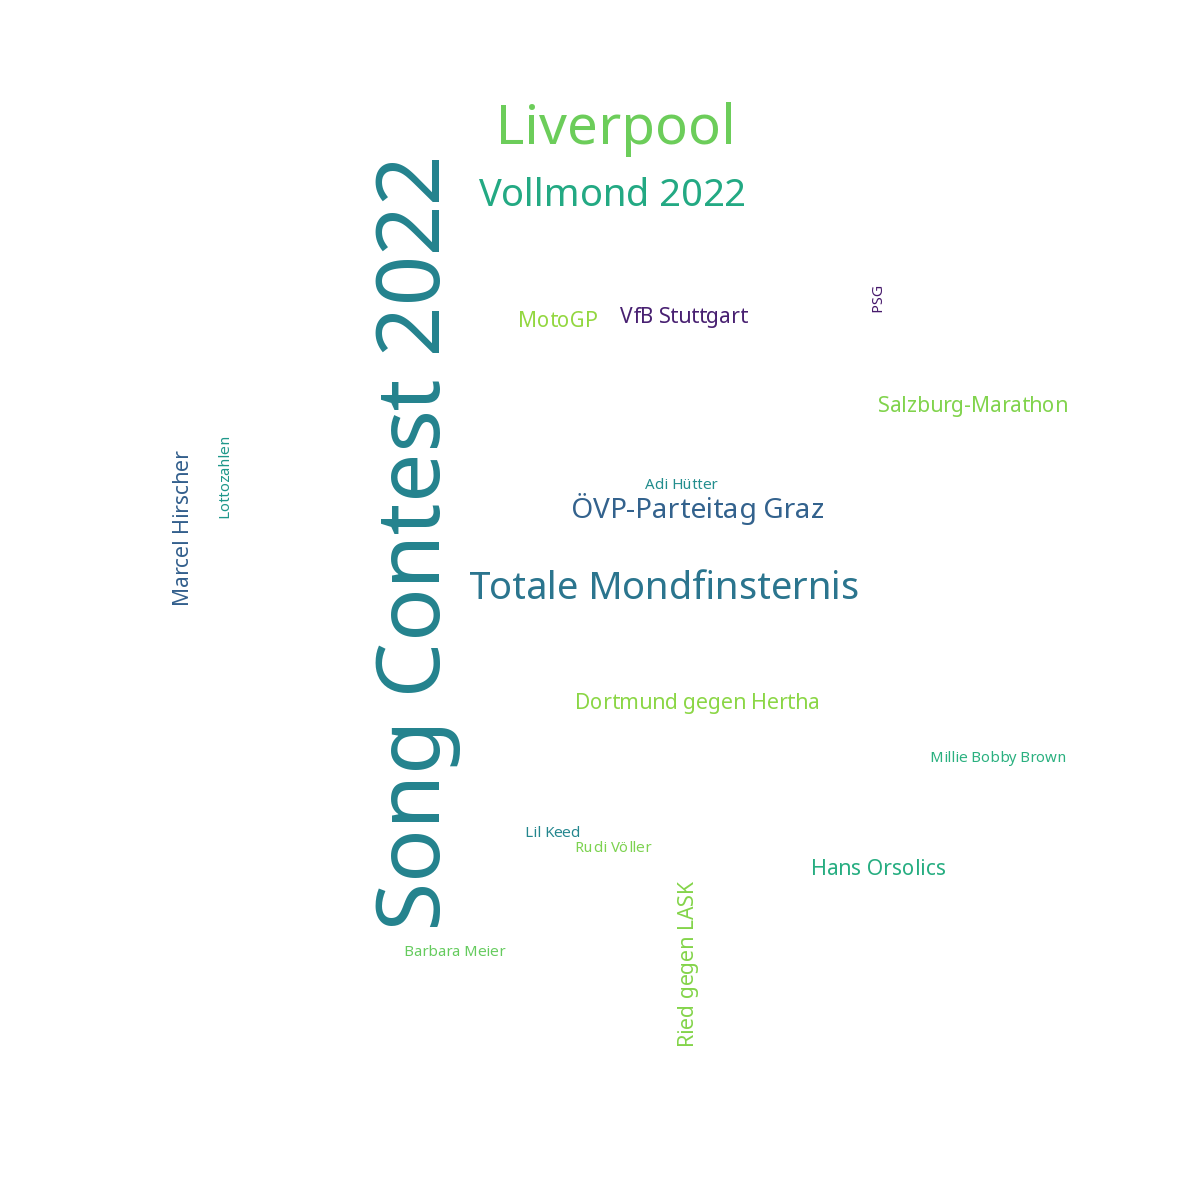 Liverpool
Song Contest 2022
Vollmond 2022
MotoGP
VfB Stuttgart
PSG
Salzburg-Marathon
Marcel Hirscher
Lottozahlen
Adi Hütter
ÖVP-Parteitag Graz
Totale Mondfinsternis
Dortmund gegen Hertha
Millie Bobby Brown
Lil Keed
Rudi Völler
Hans Orsolics
Ried gegen LASK
Barbara Meier